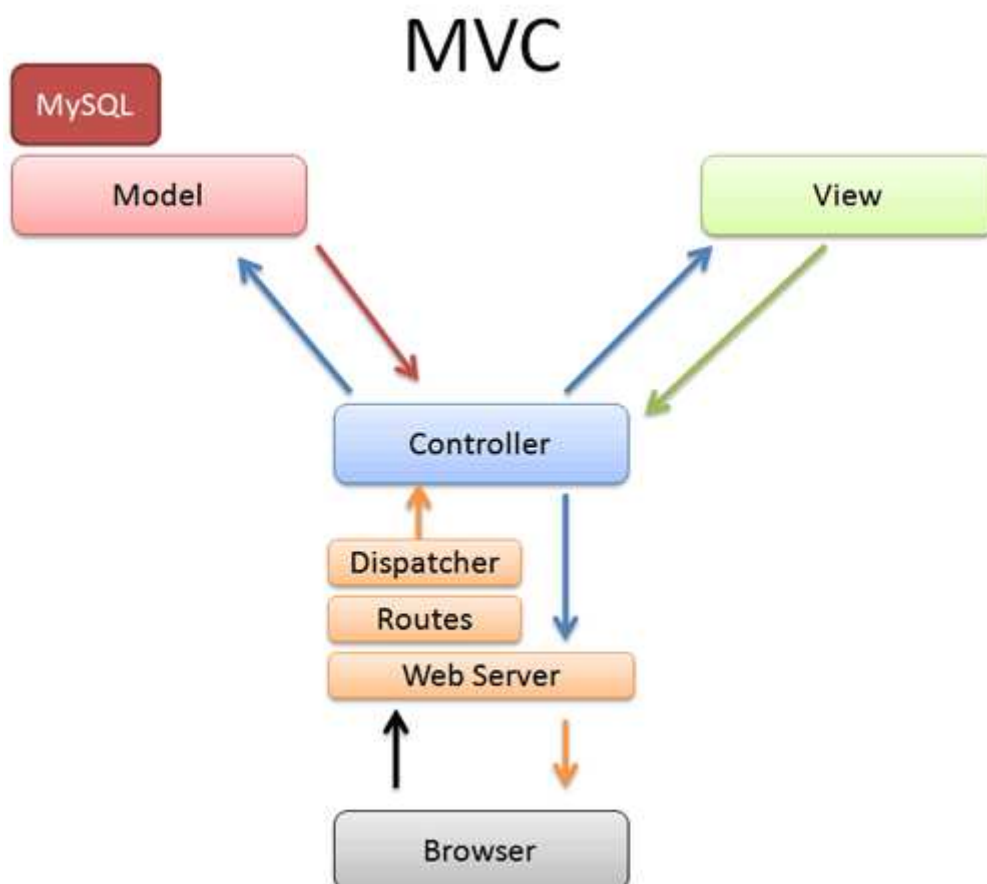 MVC
MySQL
Model
View
Controller
Dispatcher
Routes
Web Server
Browser